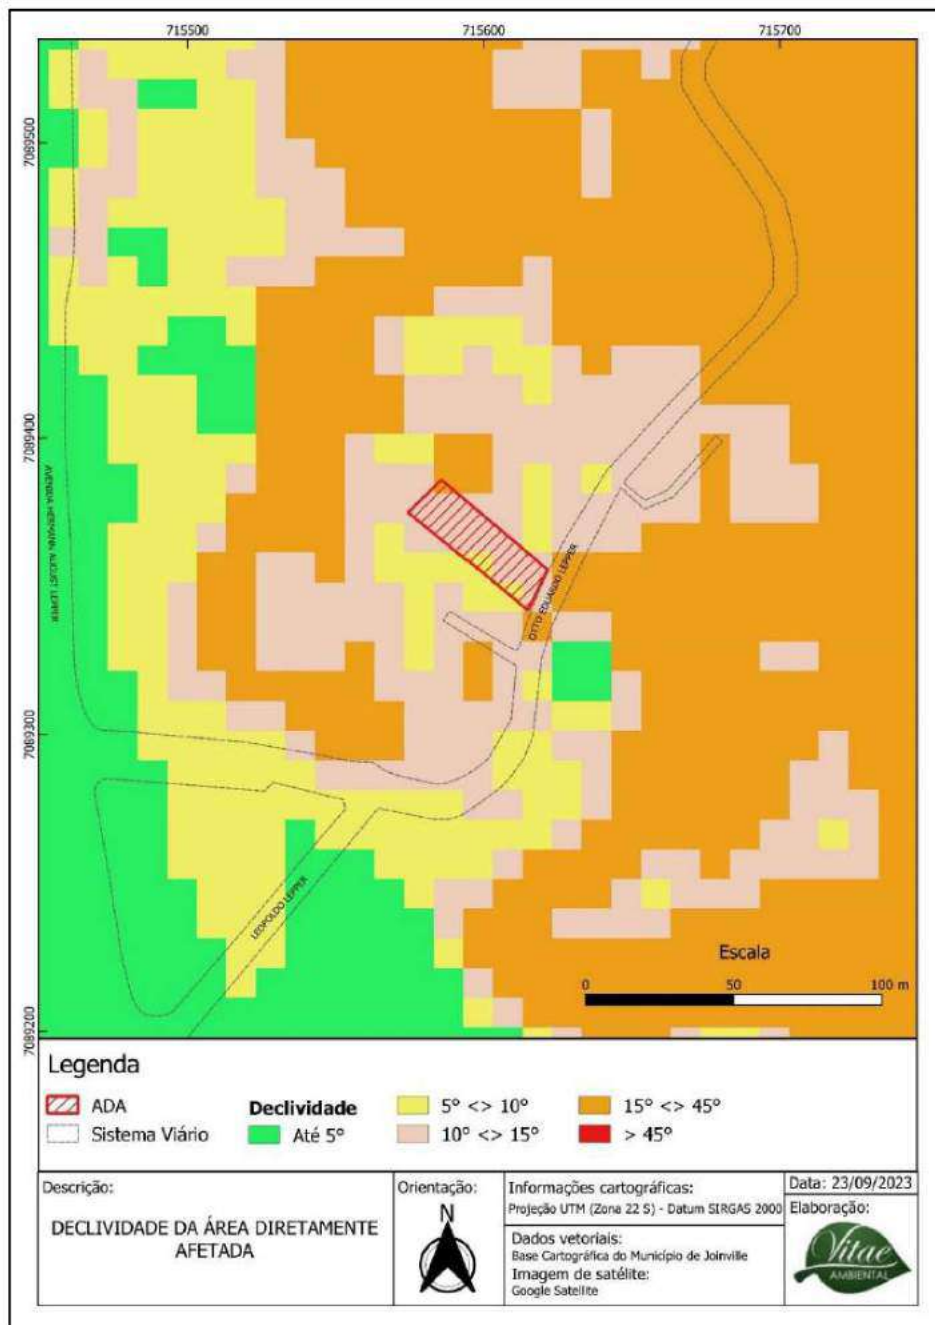 715500
715600
715700
7089500
7089400
7089300
7089200
AVENIDA HERMANN AUGUST LEPPER
OTTO EDUARDO LEPPER
LEOPOLDO LEPPER
Escala
0 50 100 m
Legenda
ADA
Sistema Viário
Declividade
Até 5°
5° <> 10°
10° <> 15°
15° <> 45°
> 45°
Descrição:
DECLIVIDADE DA ÁREA DIRETAMENTE
AFETADA
Orientação:
N
Informações cartográficas:
Projeção UTM (Zona 22 S) - Datum SIRGAS 2000
Dados vetoriais:
Base Cartográfica do Município de Joinville
Imagem de satélite:
Google Satellite
Data: 23/09/2023
Elaboração:
Vitae
AMBIENTAL